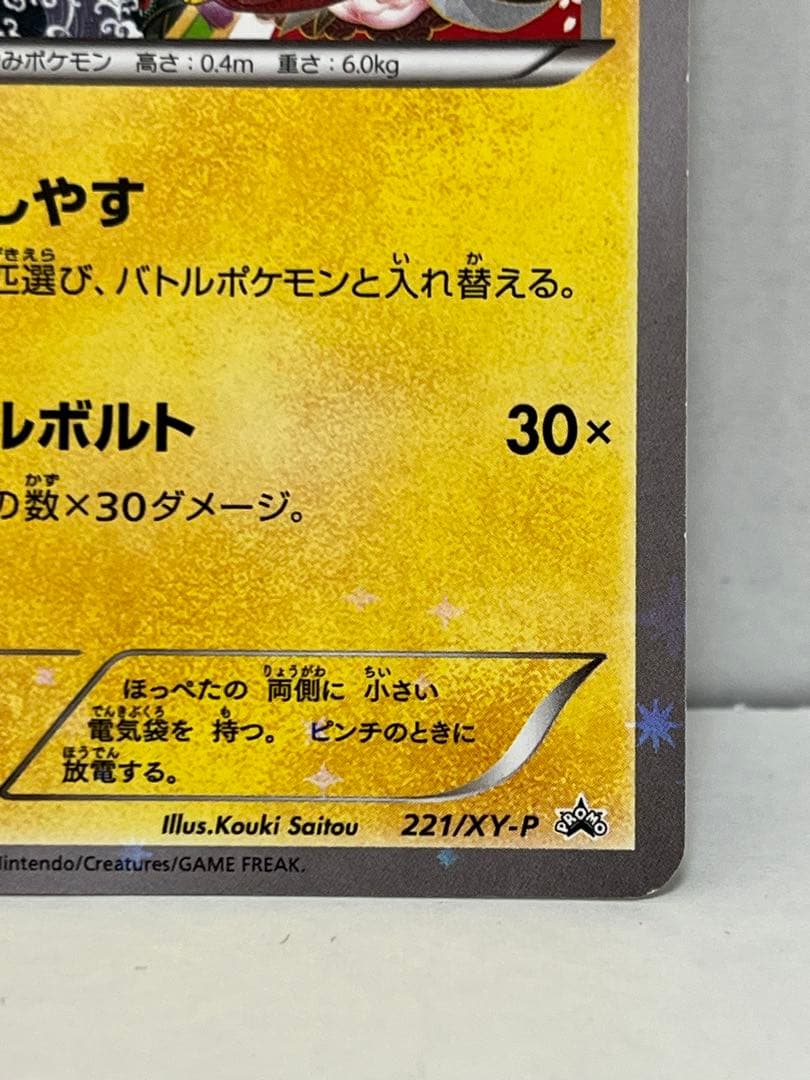 みポケモン 高さ：0.4m 重さ：6.0kg
しやす
匹選び、バトルポケモンと入れ替える。
ルボルト 30×
の数×30ダメージ。
ほっぺたの 両側に 小さい
電気袋を 持つ。 ピンチのときに
放電する。
Illus.Kouki Saitou 221/XY-P PROMO
Nintendo/Creatures/GAME FREAK.